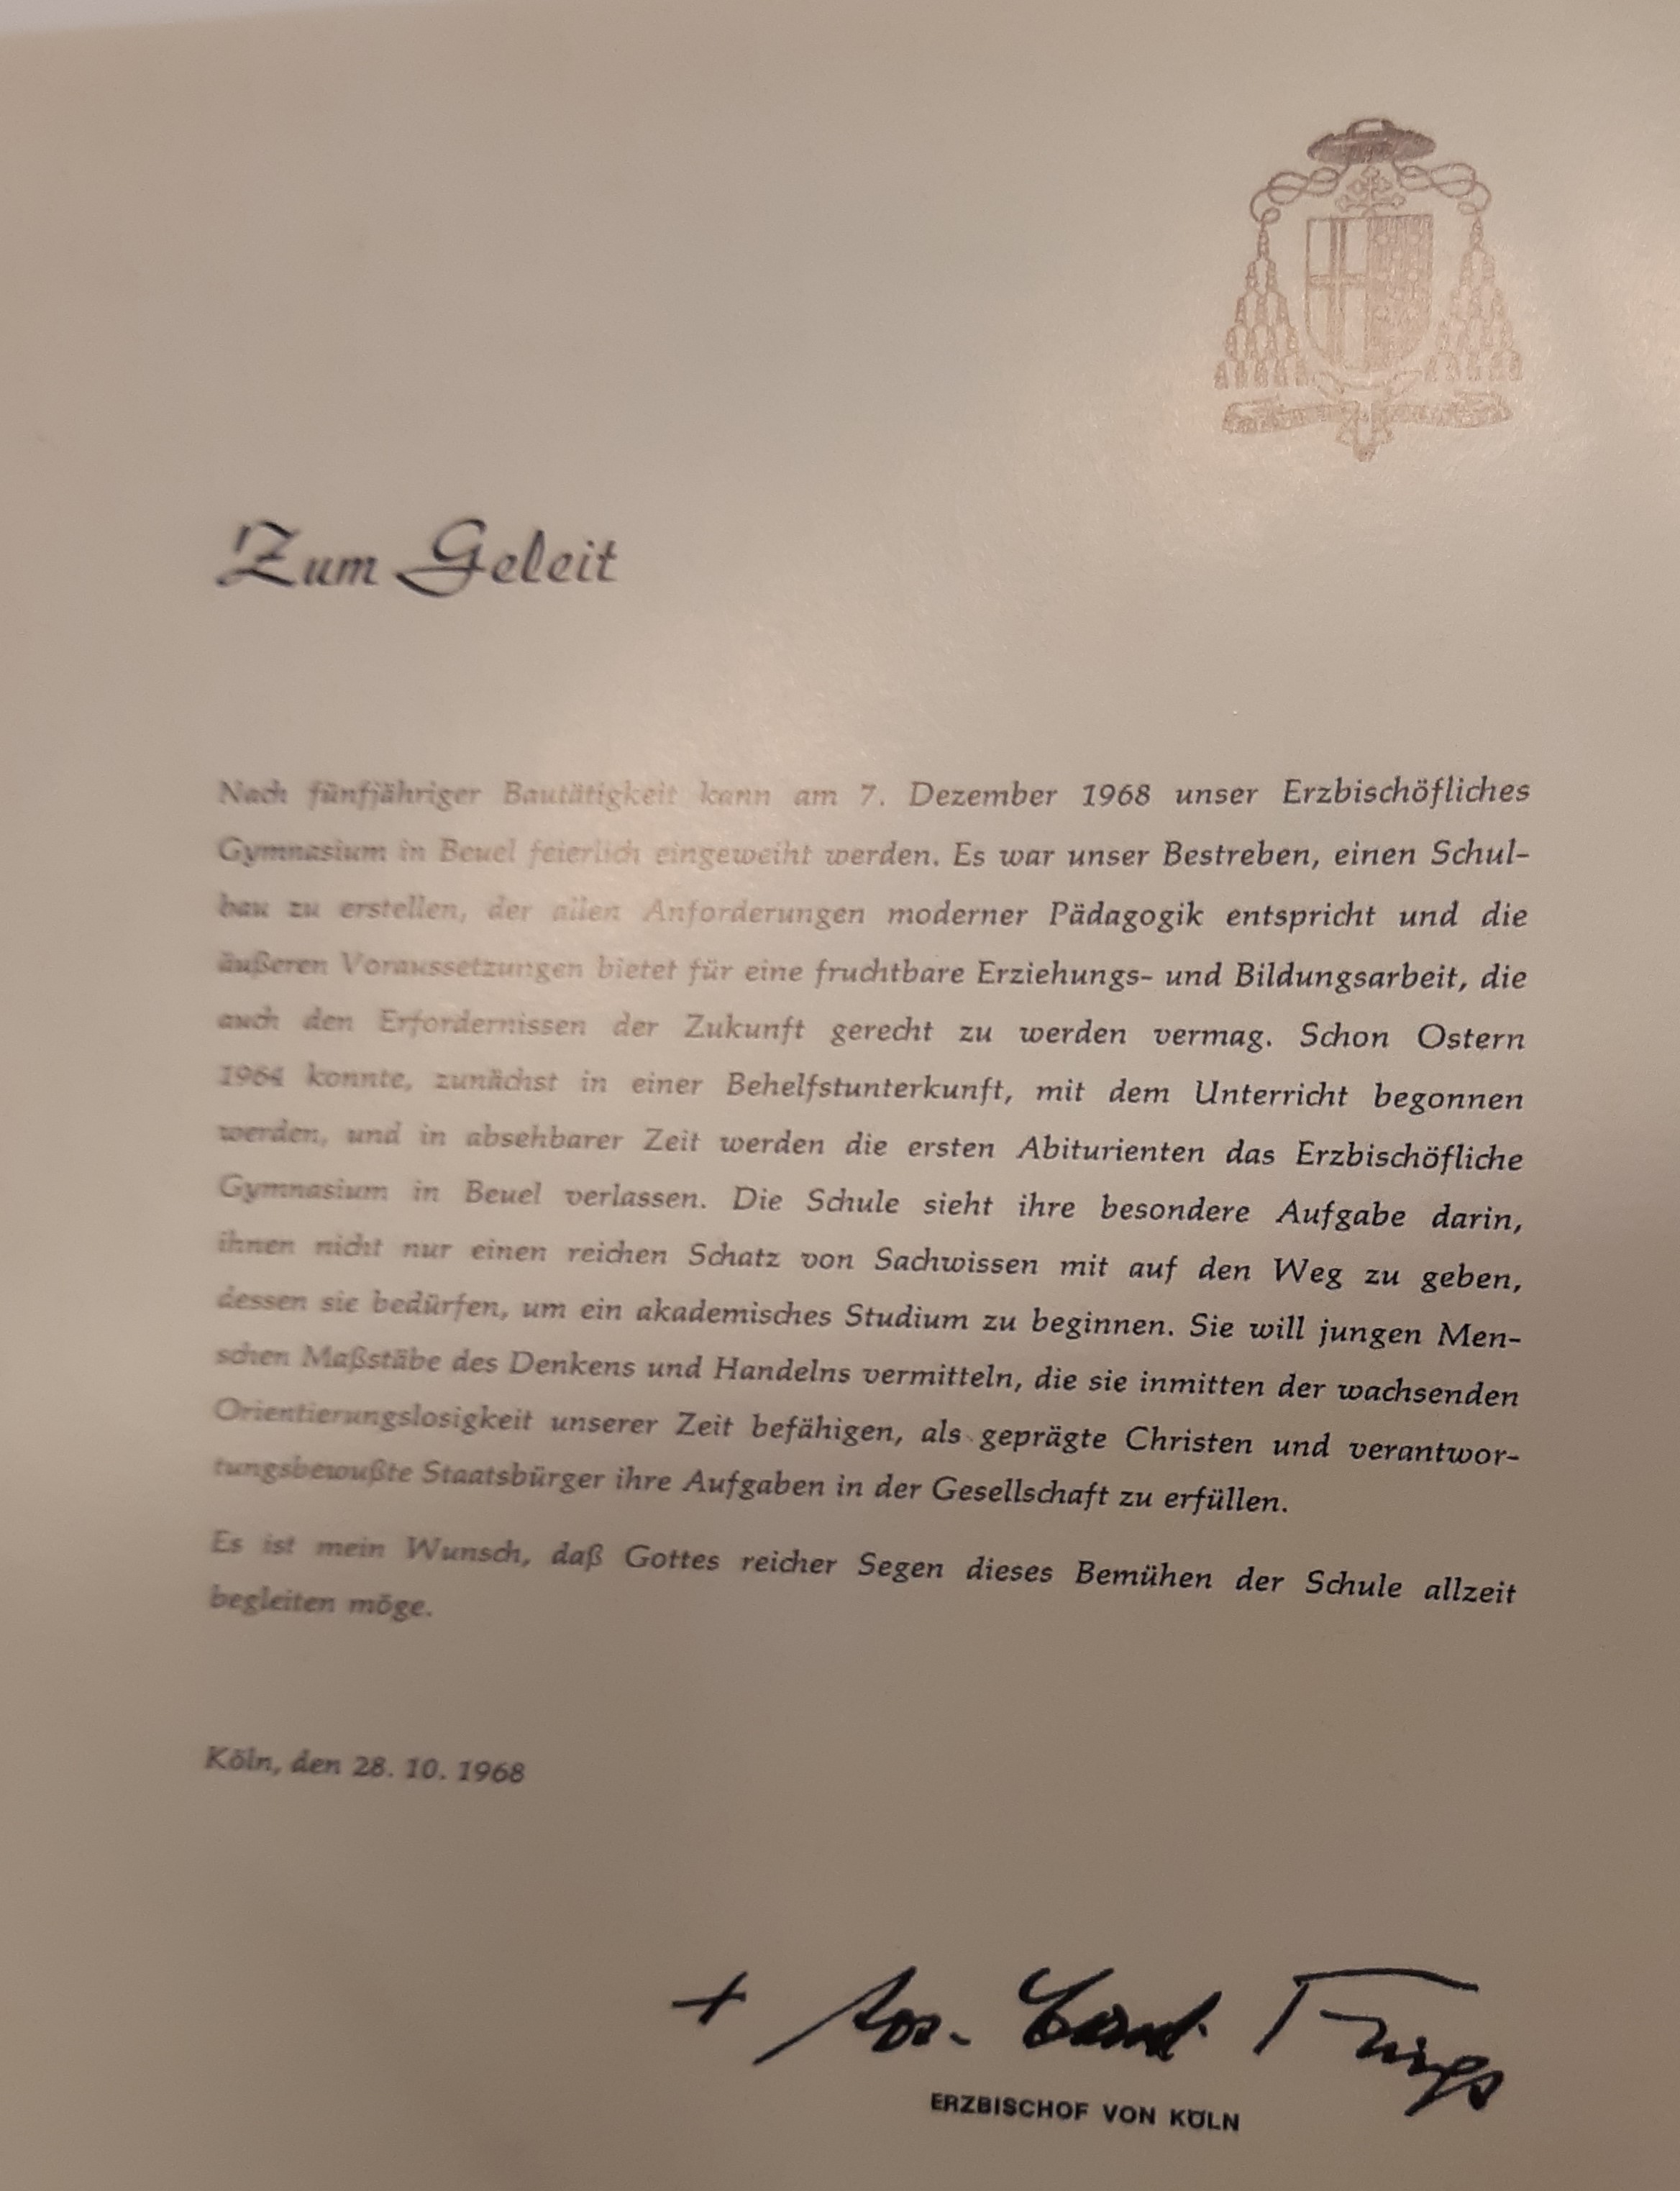 Zum Geleit
Nach fünfjähriger Bautätigkeit kann am 7. Dezember 1968 unser Erzbischöfliches
Gymnasium in Beuel feierlich eingeweiht werden. Es war unser Bestreben, einen Schul-
bau zu erstellen, der allen Anforderungen moderner Pädagogik entspricht und die
äußeren Voraussetzungen bietet für eine fruchtbare Erziehungs- und Bildungsarbeit, die
auch den Erfordernissen der Zukunft gerecht zu werden vermag. Schon Ostern
1964 konnte, zunächst in einer Behelfstunterkunft, mit dem Unterricht begonnen
werden, und in absehbarer Zeit werden die ersten Abiturienten das Erzbischöfliche
Gymnasium in Beuel verlassen. Die Schule sieht ihre besondere Aufgabe darin,
ihnen nicht nur einen reichen Schatz von Sachwissen mit auf den Weg zu geben,
dessen sie bedürfen, um ein akademisches Studium zu beginnen. Sie will jungen Men-
schen Maßstäbe des Denkens und Handelns vermitteln, die sie inmitten der wachsenden
Orientierungslosigkeit unserer Zeit befähigen, als geprägte Christen und verantwor-
tungsbewußte Staatsbürger ihre Aufgaben in der Gesellschaft zu erfüllen.
Es ist mein Wunsch, daß Gottes reicher Segen dieses Bemühen der Schule allzeit
begleiten möge.
Köln, den 28. 10. 1968
+ Jos. Card. Frings
ERZBISCHOF VON KÖLN